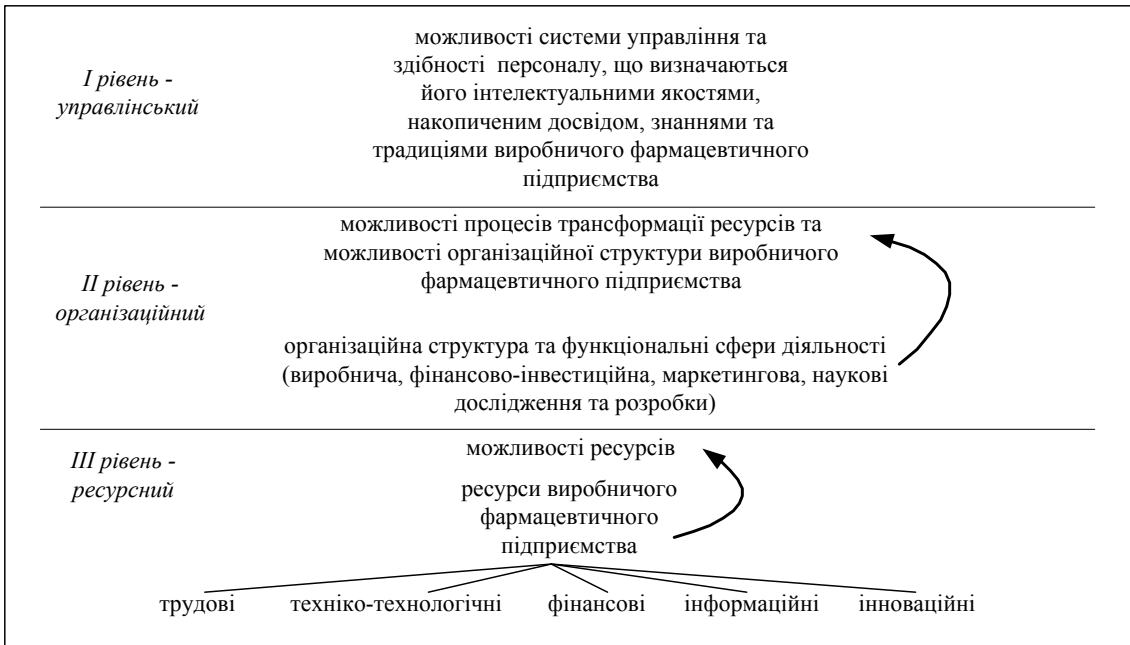 І рівень -
управлінський
можливості системи управління та
здібності персоналу, що визначаються
його інтелектуальними якостями,
накопиченим досвідом, знаннями та
традиціями виробничого фармацевтичного
підприємства
ІІ рівень -
організаційний
можливості процесів трансформації ресурсів та
можливості організаційної структури виробничого
фармацевтичного підприємства
організаційна структура та функціональні сфери діяльності
(виробнича, фінансово-інвестиційна, маркетингова, наукові
дослідження та розробки)
ІІІ рівень -
ресурсний
можливості ресурсів
ресурси виробничого
фармацевтичного
підприємства
трудові техніко-технологічні фінансові інформаційні інноваційні